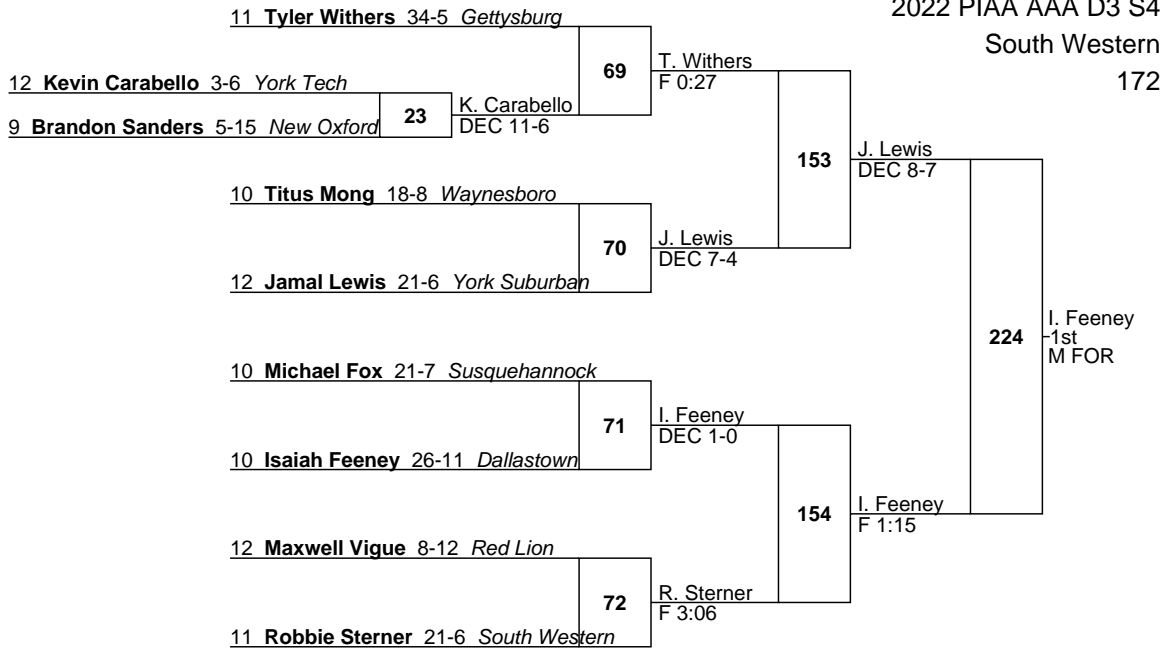 2022 PIAA AAA D3 S4
South Western
172
11 Tyler Withers 34-5 Gettysburg
69
T. Withers
F 0:27
12 Kevin Carabello 3-6 York Tech
23
K. Carabello
DEC 11-6
9 Brandon Sanders 5-15 New Oxford
153
J. Lewis
DEC 8-7
10 Titus Mong 18-8 Waynesboro
70
J. Lewis
DEC 7-4
12 Jamal Lewis 21-6 York Suburban
224
I. Feeney
1st
M FOR
10 Michael Fox 21-7 Susquehannock
71
I. Feeney
DEC 1-0
10 Isaiah Feeney 26-11 Dallastown
154
I. Feeney
F 1:15
12 Maxwell Vigue 8-12 Red Lion
72
R. Sterner
F 3:06
11 Robbie Sterner 21-6 South Western